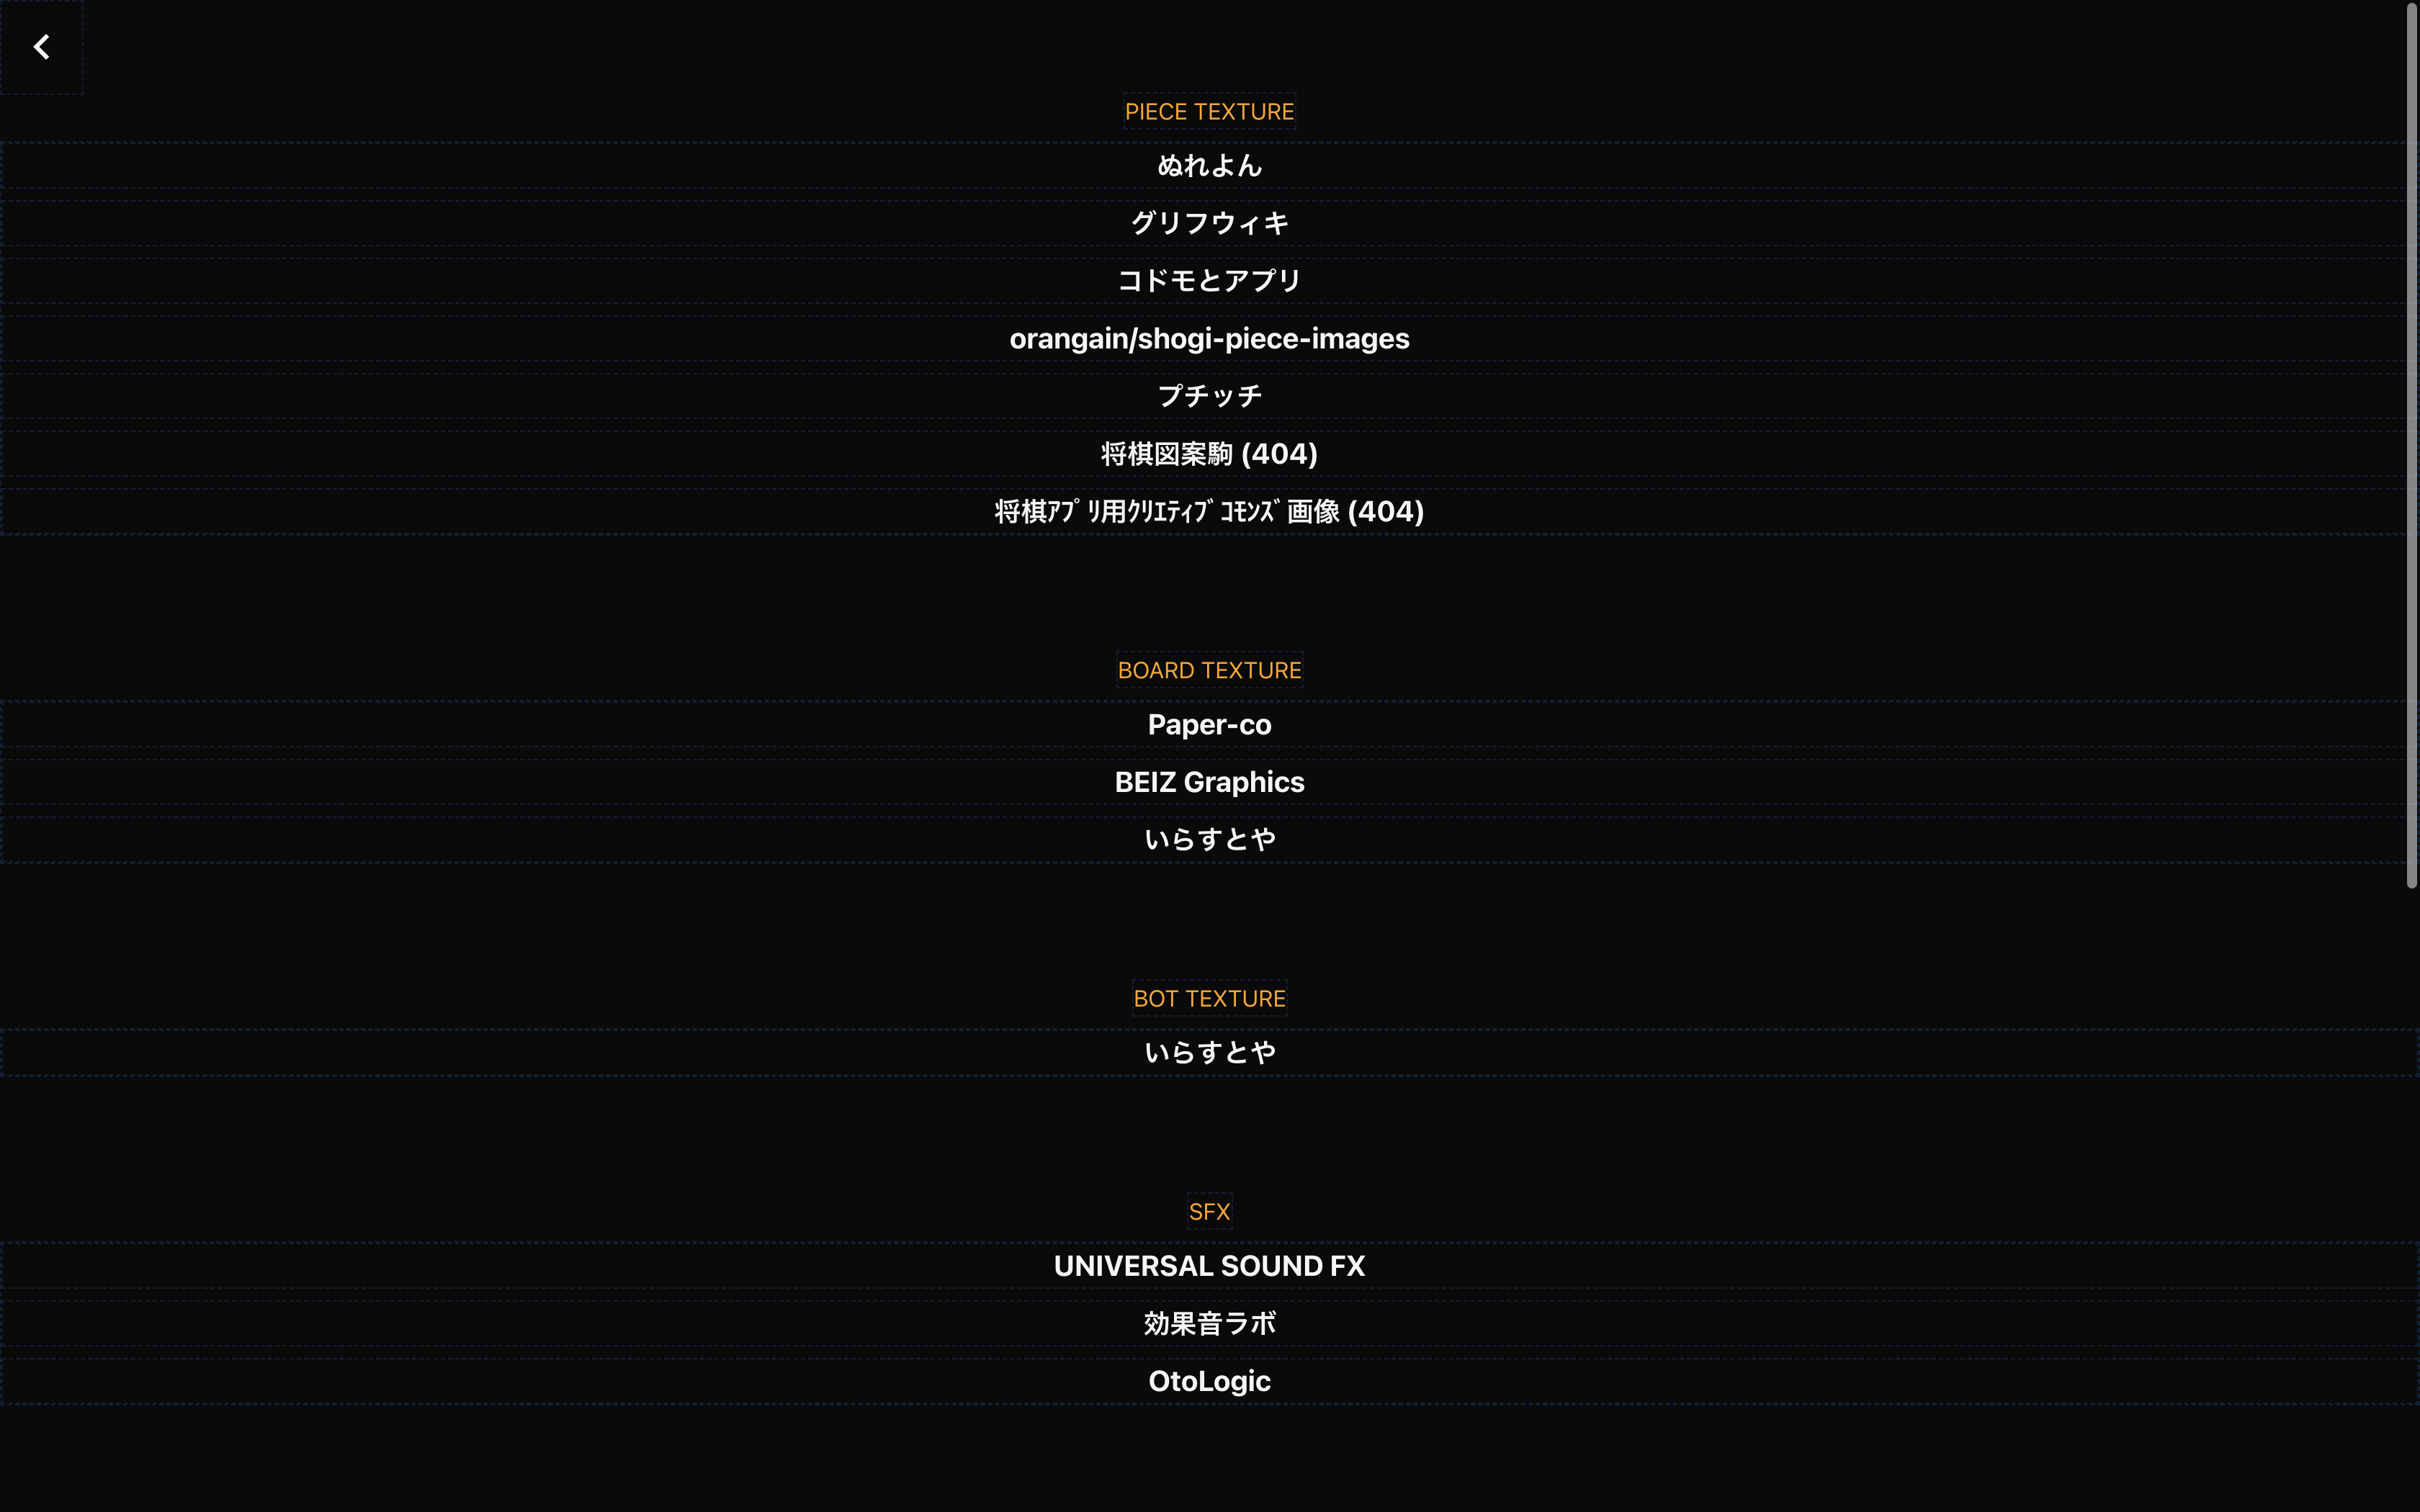 PIECE TEXTURE
ぬれよん
グリフウィキ
コドモとアプリ
orangain/shogi-piece-images
プチッチ
将棋図案駒 (404)
将棋ｱﾌﾟﾘ用ｸﾘｴﾃｨﾌﾞｺﾓﾝｽﾞ画像 (404)
BOARD TEXTURE
Paper-co
BEIZ Graphics
いらすとや
BOT TEXTURE
いらすとや
SFX
UNIVERSAL SOUND FX
効果音ラボ
OtoLogic